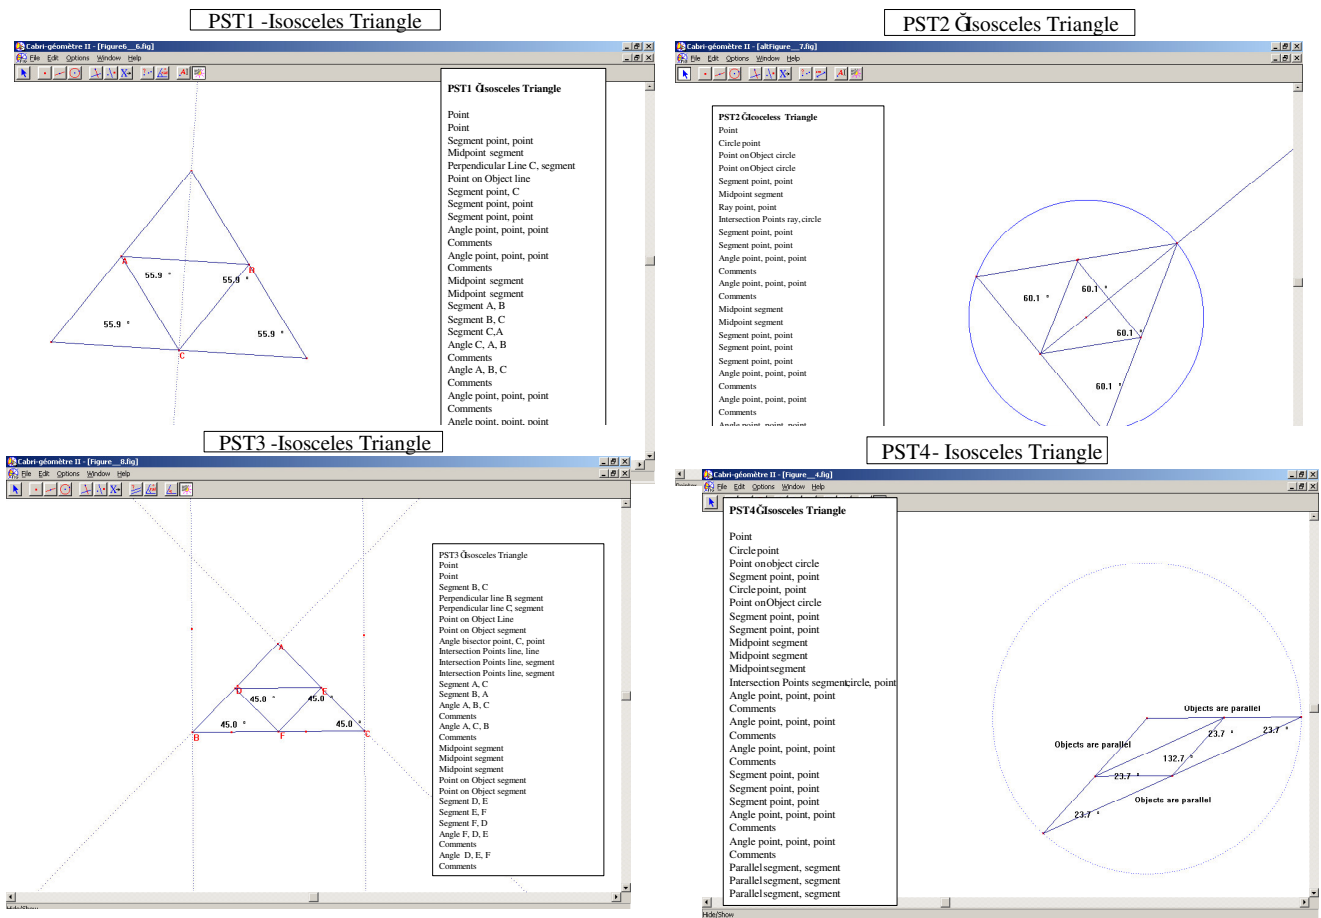 PST1 -Isosceles Triangle
Cabri-géomètre II - [Figure6__6.fig]
File Edit Options Window Help
PST1 Ğisosceles Triangle
Point
Point
Segment point, point
Midpoint segment
Perpendicular Line C, segment
Point on Object line
Segment point, C
Segment point, point
Segment point, point
Angle point, point, point
Comments
Angle point, point, point
Comments
Midpoint segment
Midpoint segment
Segment A, B
Segment B, C
Segment C,A
Angle C, A, B
Comments
Angle A, B, C
Comments
Angle point, point, point
Comments
Angle point, point, point
A
B
55.9 °
55.9 °
55.9 °
55.9 °
C
PST2 Ğisosceles Triangle
Cabri-géomètre II - [altFigure__7.fig]
File Edit Options Window Help
PST2 ĞIcoceless Triangle
Point
Circle point
Point on Object circle
Point on Object circle
Segment point, point
Midpoint segment
Ray point, point
Intersection Points ray, circle
Segment point, point
Segment point, point
Angle point, point, point
Comments
Angle point, point, point
Comments
Midpoint segment
Midpoint segment
Segment point, point
Segment point, point
Segment point, point
Angle point, point, point
Comments
Angle point, point, point
Comments
Angle point, point, point
60.1 °
60.1 °
60.1 °
60.1 °
PST3 -Isosceles Triangle
Cabri-géomètre II - [Figure__8.fig]
File Edit Options Window Help
PST3 Ğisosceles Triangle
Point
Point
Segment B, C
Perpendicular line B, segment
Perpendicular line C, segment
Point on Object Line
Point on Object segment
Angle bisector point, C, point
Intersection Points line, line
Intersection Points line, segment
Intersection Points line, segment
Segment A, C
Segment B, A
Angle A, B, C
Comments
Angle A, C, B
Comments
Midpoint segment
Midpoint segment
Midpoint segment
Point on Object segment
Point on Object segment
Segment D, E
Segment E, F
Segment F, D
Angle F, D, E
Comments
Angle D, E, F
Comments
A
D
E
45.0 °
45.0 °
45.0 °
45.0 °
B
F
C
PST4- Isosceles Triangle
Cabri-géomètre II - [Figure__4.fig]
File Edit Options Window Help
PST4 Ğisosceles Triangle
Point
Circle point
Point on object circle
Segment point, point
Circle point, point
Point on Object circle
Segment point, point
Segment point, point
Midpoint segment
Midpoint segment
Midpoint segment
Intersection Points segment, circle, point
Angle point, point, point
Comments
Angle point, point, point
Comments
Angle point, point, point
Comments
Segment point, point
Segment point, point
Segment point, point
Angle point, point, point
Comments
Angle point, point, point
Comments
Parallel segment, segment
Parallel segment, segment
Parallel segment, segment
Objects are parallel
23.7 °
23.7 °
Objects are parallel
132.7 °
23.7 °
Objects are parallel
23.7 °
Hide/Show